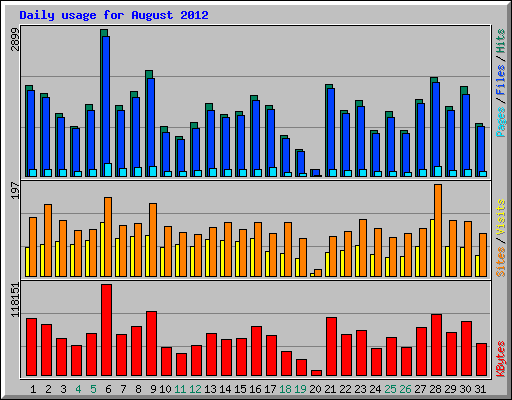 Daily usage for August 2012
2899
Pages / Files / Hits
197
Sites / Visits
118151
KBytes
1 2 3 4 5 6 7 8 9 10 11 12 13 14 15 16 17 18 19 20 21 22 23 24 25 26 27 28 29 30 31